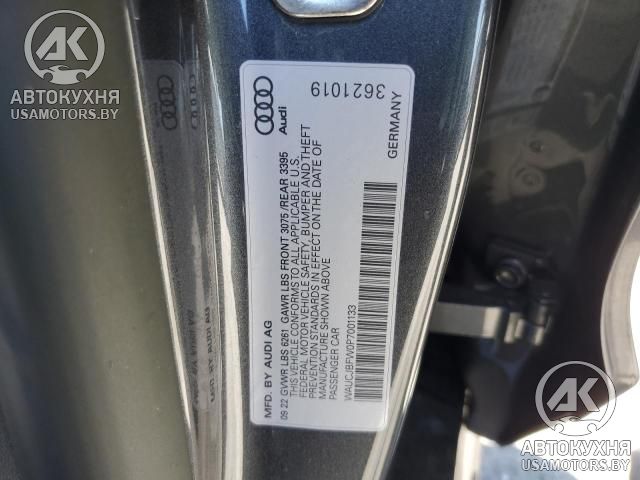 AK
АВТОКУХНЯ
USAMOTORS.BY
Audi
3621019
MFD. BY AUDI AG
GERMANY
09.22 GVWR LBS 6261 GAWR LBS FRONT 3075 /REAR 3395
THIS VEHICLE CONFORMS TO ALL APPLICABLE U.S.
FEDERAL MOTOR VEHICLE SAFETY, BUMPER AND THEFT
PREVENTION STANDARDS IN EFFECT ON THE DATE OF
MANUFACTURE SHOWN ABOVE
PASSENGER CAR
WAUCJBFW0P7001133
AK
АВТОКУХНЯ
USAMOTORS.BY